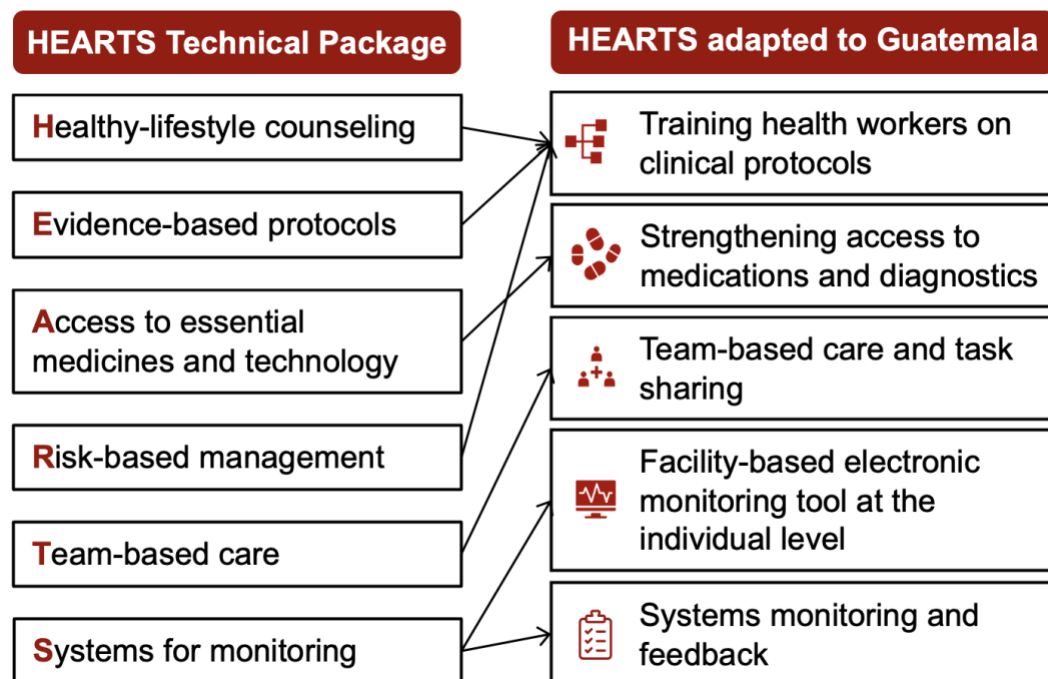 HEARTS Technical Package
Healthy-lifestyle counseling
Evidence-based protocols
Access to essential
medicines and technology
Risk-based management
Team-based care
Systems for monitoring
HEARTS adapted to Guatemala
Training health workers on
clinical protocols
Strengthening access to
medications and diagnostics
Team-based care and task
sharing
Facility-based electronic
monitoring tool at the
individual level
Systems monitoring and
feedback